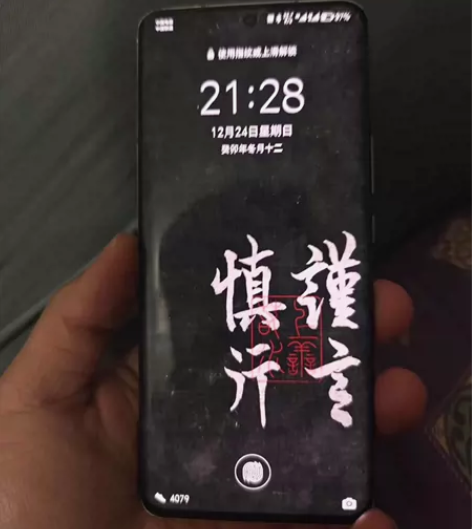 使用指纹或上滑解锁
21:28
12月24日星期日
癸卯年冬月十二
謹言
慎行
4079